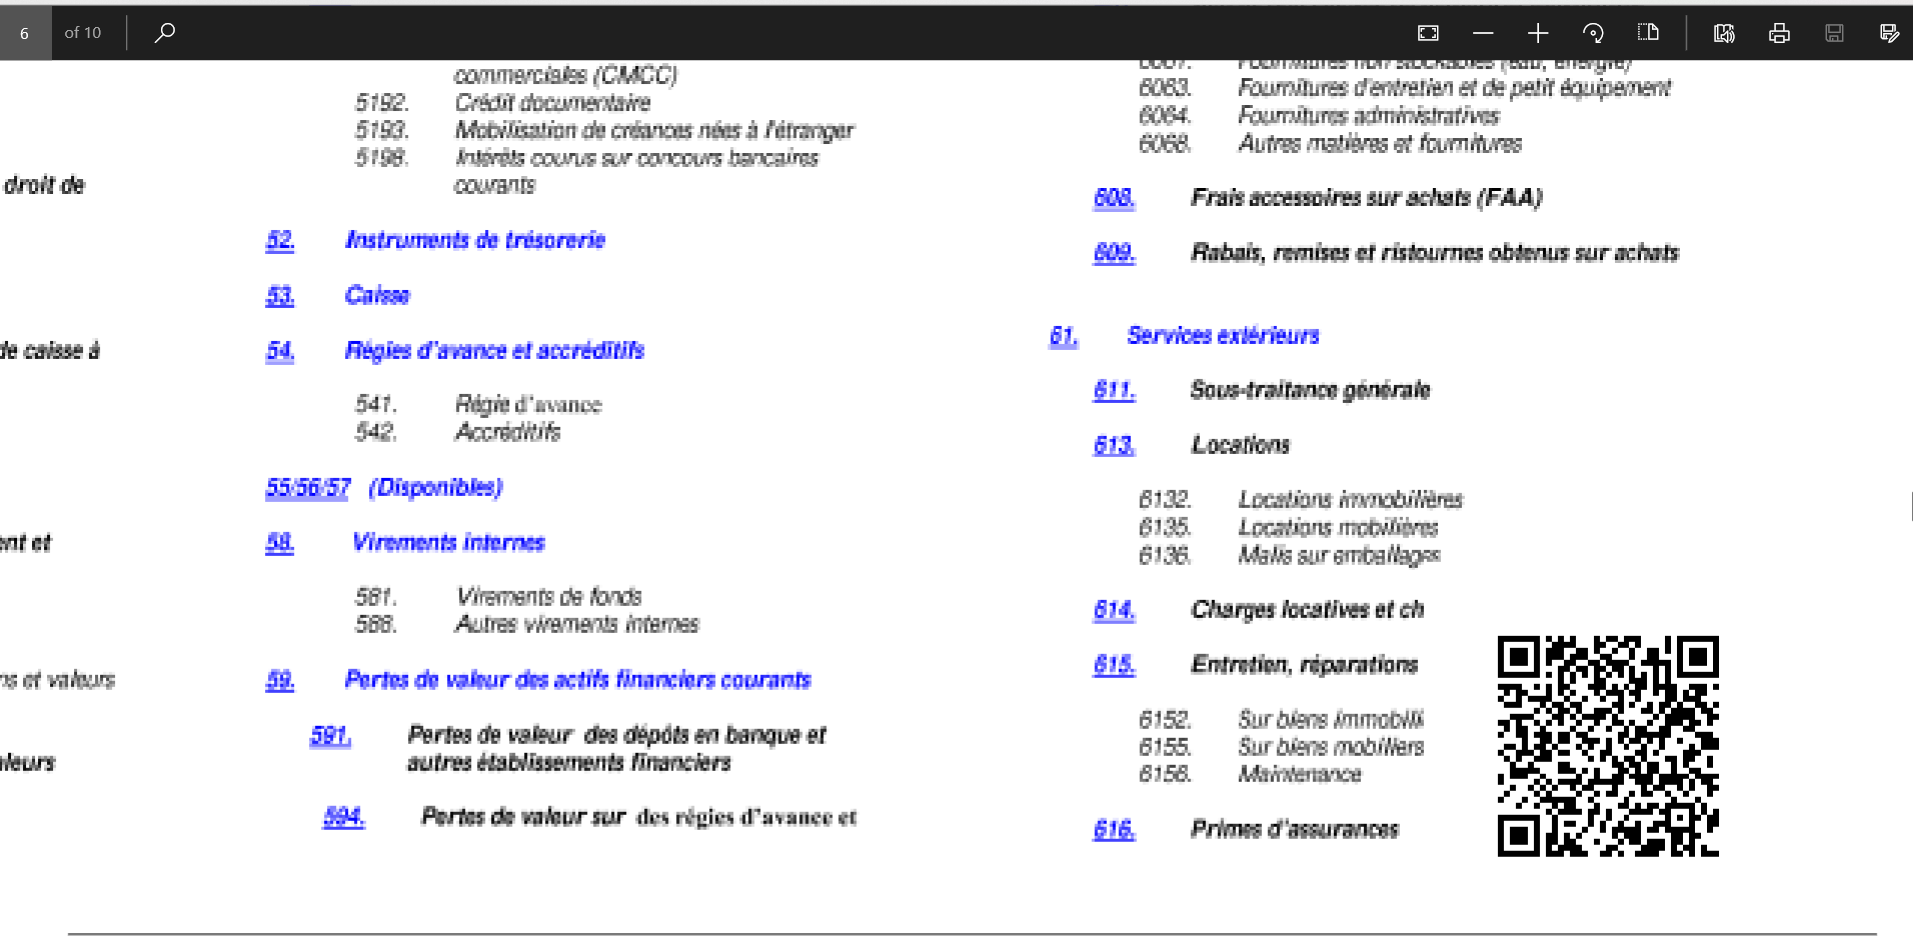 6
of 10
droit de
de caisse à
ent et
ns et valeurs
aleurs
commerciales (CMCC)
5192. Crédit documentaire
5193. Mobilisation de créances nées à l'étranger
5198. Intérêts courus sur concours bancaires
courants
52. Instruments de trésorerie
53. Caisse
54. Régies d'avance et accréditifs
541. Régie d'avance
542. Accréditifs
55/56/57 (Disponibles)
58. Virements internes
581. Virements de fonds
588. Autres virements internes
59. Pertes de valeur des actifs financiers courants
591. Pertes de valeur des dépôts en banque et
autres établissements financiers
594. Pertes de valeur sur des régies d'avance et
6061. Fournitures non stockables (eau, énergie)
6063. Fournitures d'entretien et de petit équipement
6064. Fournitures administratives
6068. Autres matières et fournitures
608. Frais accessoires sur achats (FAA)
609. Rabais, remises et ristournes obtenus sur achats
61. Services extérieurs
611. Sous-traitance générale
613. Locations
6132. Locations immobilières
6135. Locations mobilières
6136. Malis sur emballages
614. Charges locatives et ch
615. Entretien, réparations
6152. Sur biens immobili
6155. Sur biens mobiliers
6156. Maintenance
616. Primes d'assurances